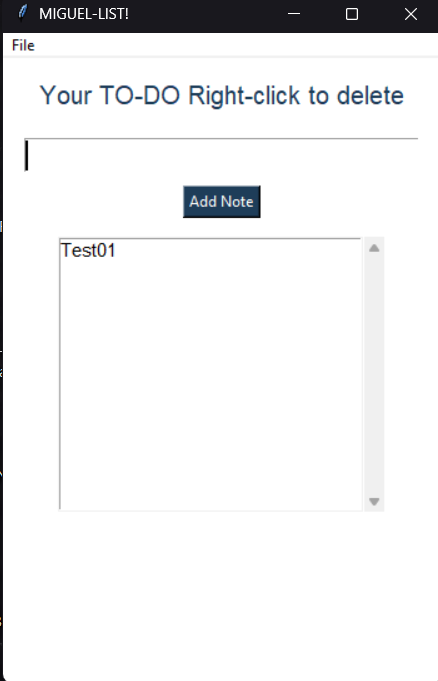 MIGUEL-LIST!
File
Your TO-DO Right-click to delete
Add Note
Test01